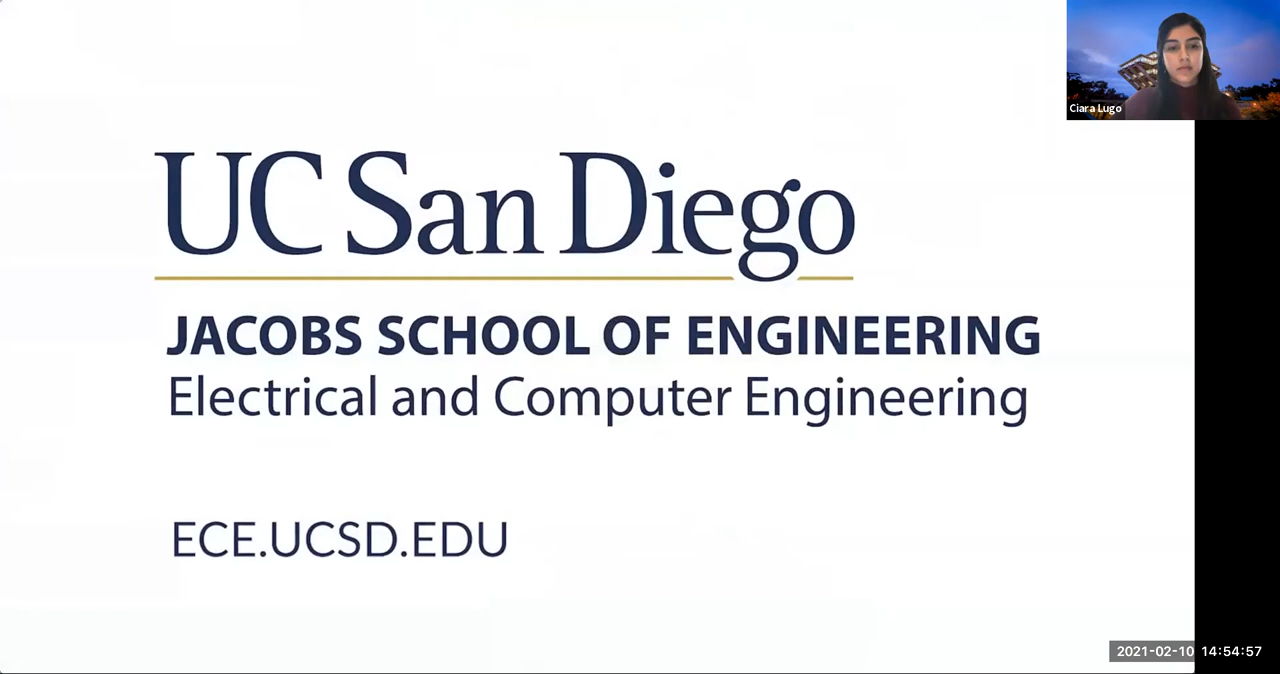 Ciara Lugo
UC San Diego
JACOBS SCHOOL OF ENGINEERING
Electrical and Computer Engineering
ECE.UCSD.EDU
2021-02-10 14:54:57